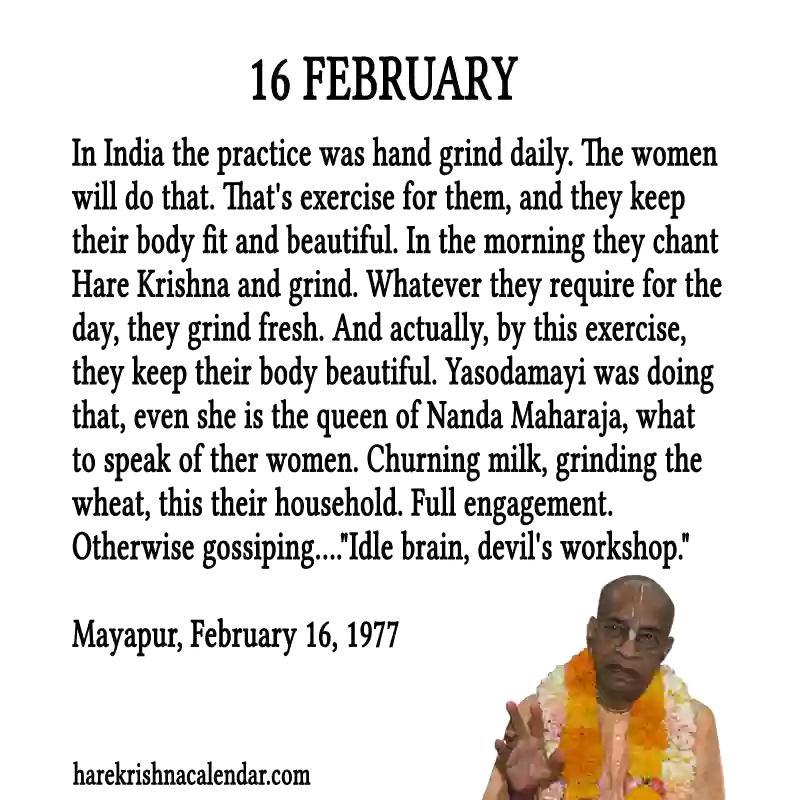 16 FEBRUARY
In India the practice was hand grind daily. The women
will do that. That's exercise for them, and they keep
their body fit and beautiful. In the morning they chant
Hare Krishna and grind. Whatever they require for the
day, they grind fresh. And actually, by this exercise,
they keep their body beautiful. Yasodamayi was doing
that, even she is the queen of Nanda Maharaja, what
to speak of ther women. Churning milk, grinding the
wheat, this their household. Full engagement.
Otherwise gossiping...."Idle brain, devil's workshop."
Mayapur, February 16, 1977
harekrishnacalendar.com